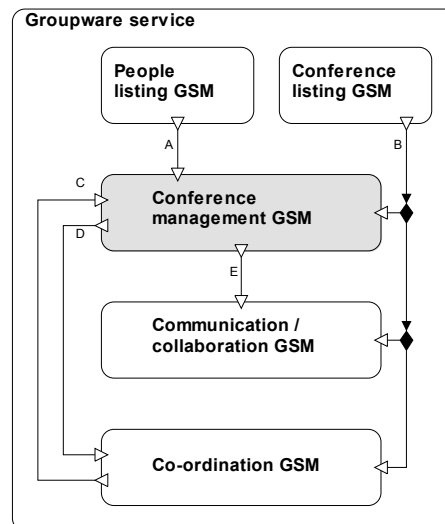 Groupware service
People
listing GSM
Conference
listing GSM
A
B
C
Conference
management GSM
D
E
Communication /
collaboration GSM
Co-ordination GSM